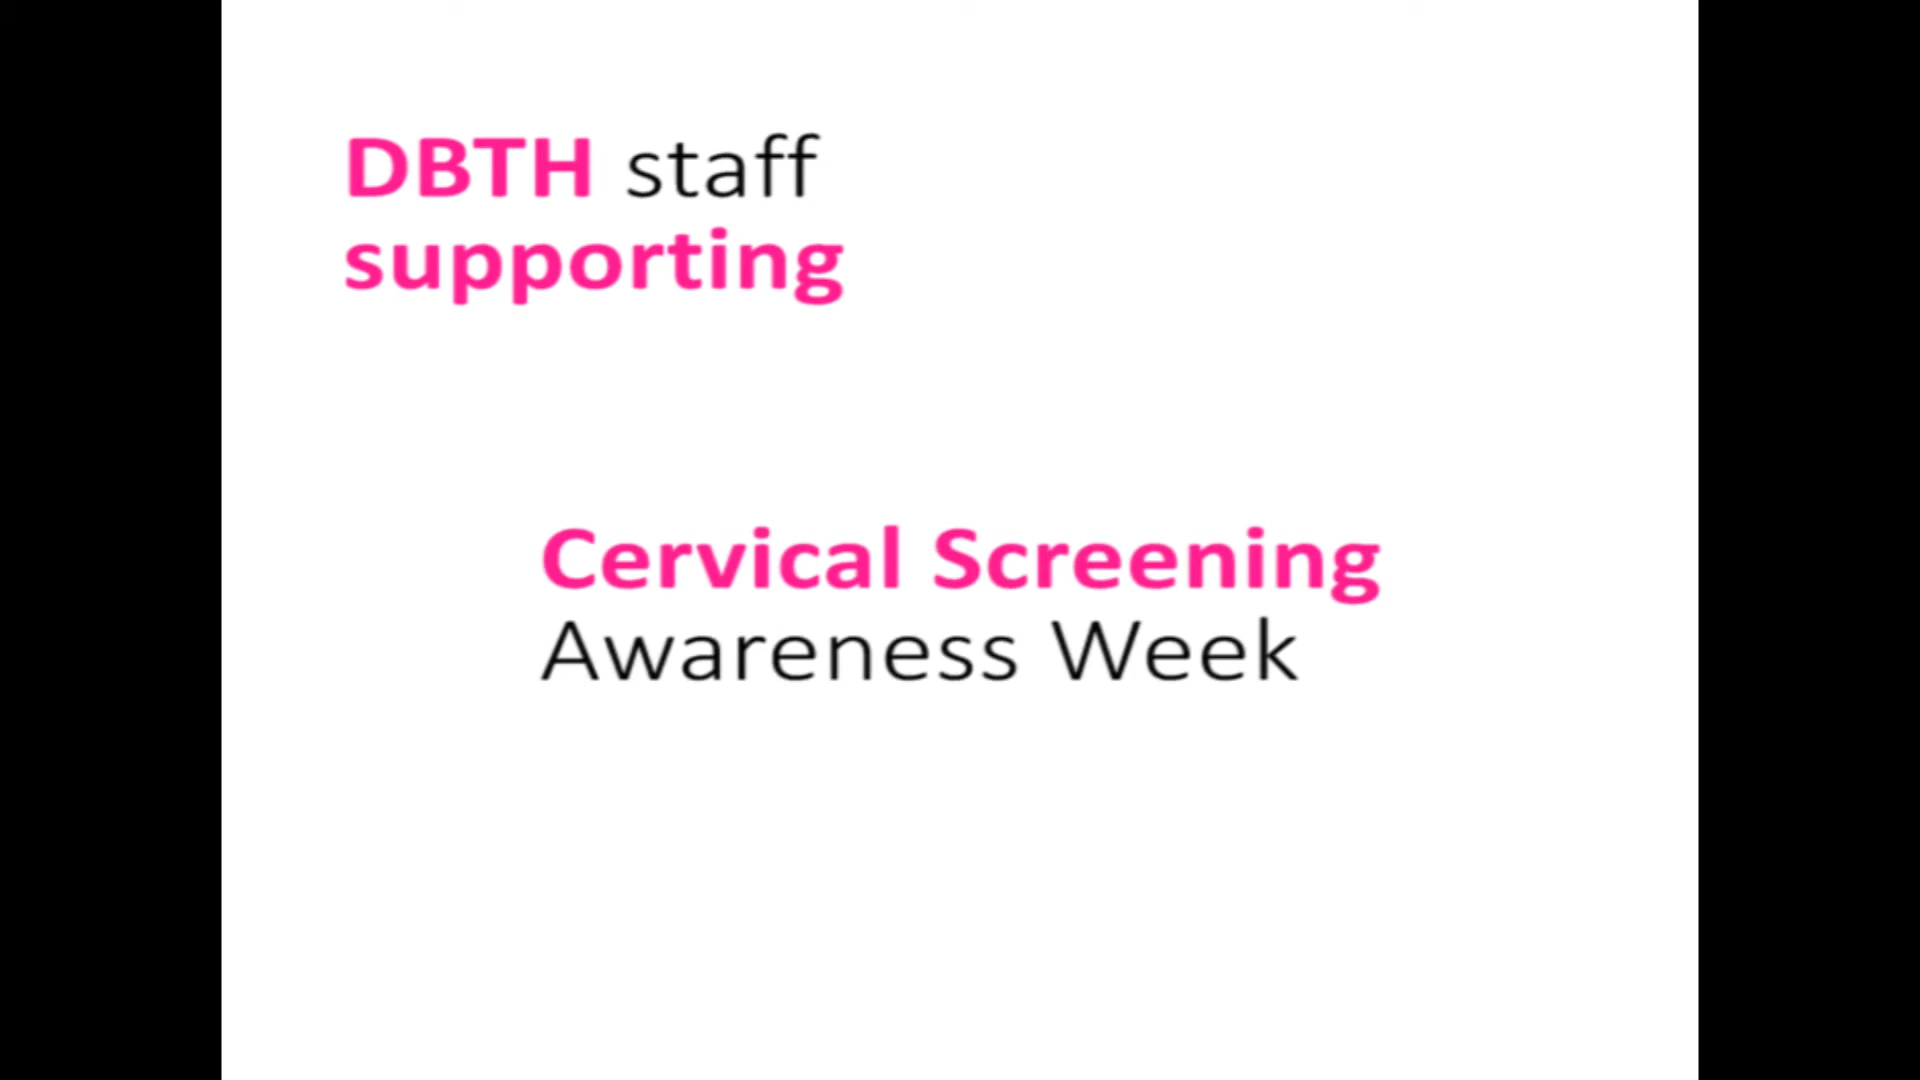 DBTH staff
supporting
Cervical Screening
Awareness Week